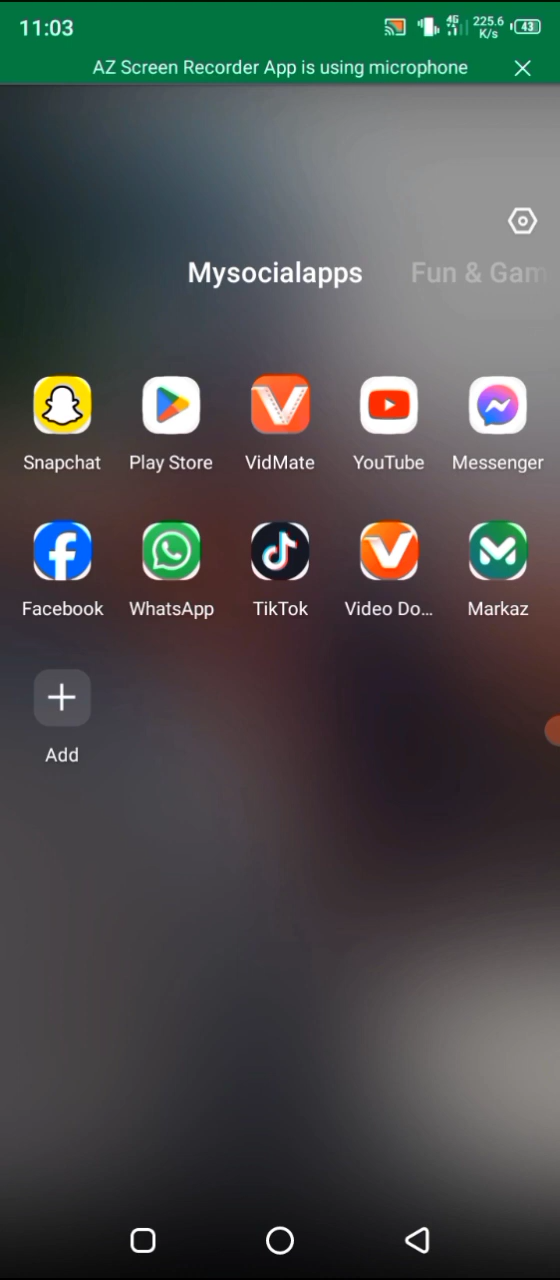 11:03 4G 225.6 K/s 43
AZ Screen Recorder App is using microphone
Mysocialapps Fun & Gam
Snapchat Play Store VidMate YouTube Messenger
Facebook WhatsApp TikTok Video Do... Markaz
Add